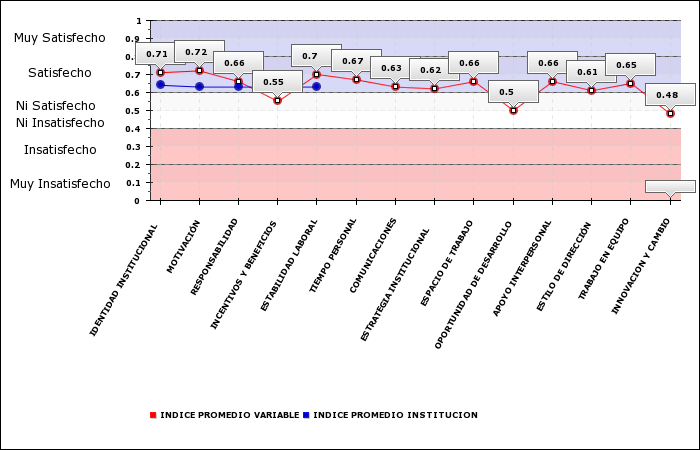 Muy Satisfecho
Satisfecho
Ni Satisfecho
Ni Insatisfecho
Insatisfecho
Muy Insatisfecho
1
0.9
0.8
0.7
0.6
0.5
0.4
0.3
0.2
0.1
0
0.71
0.72
0.66
0.55
0.7
0.67
0.63
0.62
0.66
0.5
0.66
0.61
0.65
0.48
IDENTIDAD INSTITUCIONAL
MOTIVACIÓN
RESPONSABILIDAD
INCENTIVOS Y BENEFICIOS
ESTABILIDAD LABORAL
TIEMPO PERSONAL
COMUNICACIONES
ESTRATEGIA INSTITUCIONAL
ESPACIO DE TRABAJO
OPORTUNIDAD DE DESARROLLO
APOYO INTERPERSONAL
ESTILO DE DIRECCIÓN
TRABAJO EN EQUIPO
INNOVACION Y CAMBIO
INDICE PROMEDIO VARIABLE
INDICE PROMEDIO INSTITUCION